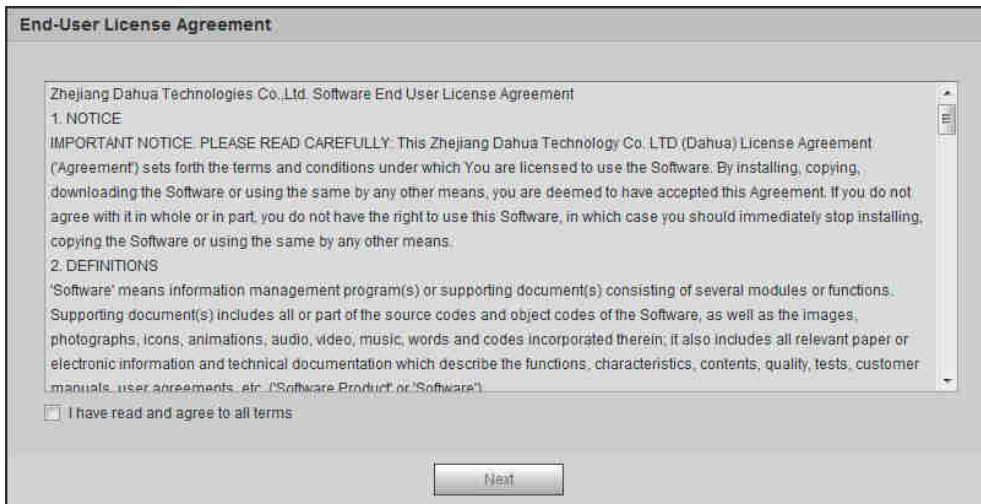 End-User License Agreement
Zhejiang Dahua Technologies Co.,Ltd. Software End User License Agreement
1. NOTICE
IMPORTANT NOTICE. PLEASE READ CAREFULLY: This Zhejiang Dahua Technology Co. LTD (Dahua) License Agreement
('Agreement') sets forth the terms and conditions under which You are licensed to use the Software. By installing, copying,
downloading the Software or using the same by any other means, you are deemed to have accepted this Agreement. If you do not
agree with it in whole or in part, you do not have the right to use this Software, in which case you should immediately stop installing,
copying the Software or using the same by any other means.
2. DEFINITIONS
'Software' means information management program(s) or supporting document(s) consisting of several modules or functions.
Supporting document(s) includes all or part of the source codes and object codes of the Software, as well as the images,
photographs, icons, animations, audio, video, music, words and codes incorporated therein; it also includes all relevant paper or
electronic information and technical documentation which describe the functions, characteristics, contents, quality, tests, customer
manuals, user agreements, etc. ('Software Product' or 'Software')
I have read and agree to all terms
Next